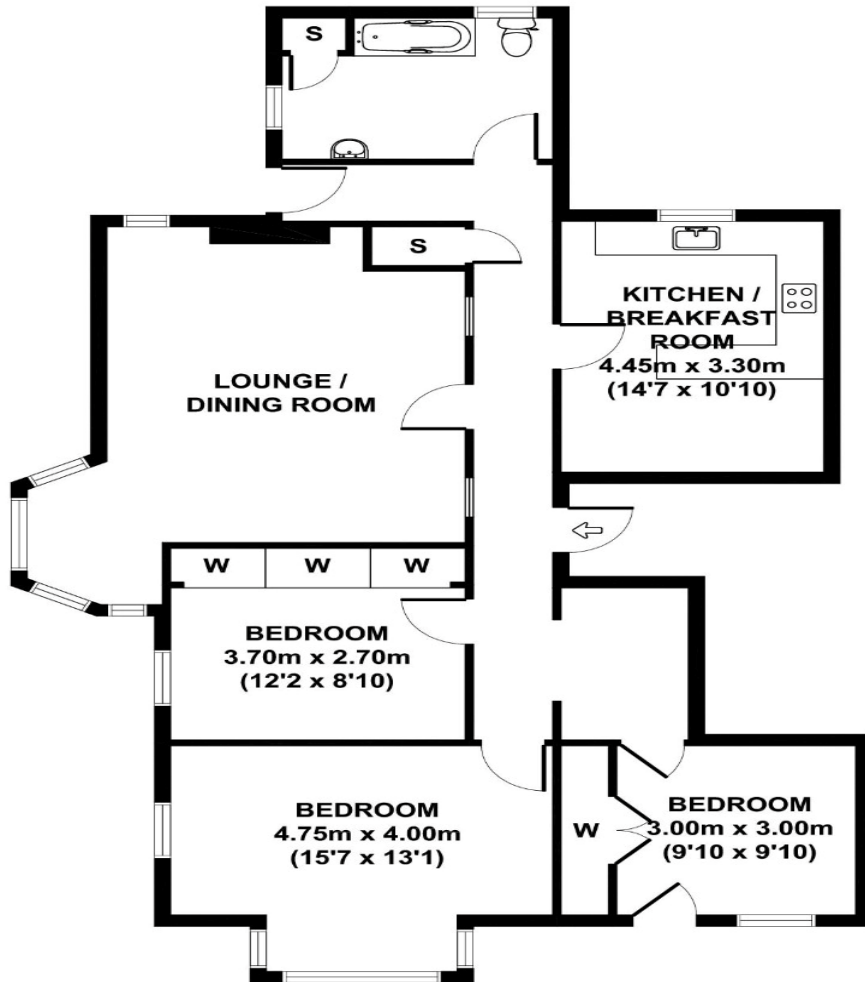 S
S
KITCHEN /
BREAKFAST
ROOM
4.45m x 3.30m
(14'7 x 10'10)
LOUNGE /
DINING ROOM
W W W
BEDROOM
3.70m x 2.70m
(12'2 x 8'10)
BEDROOM
4.75m x 4.00m
(15'7 x 13'1)
W
BEDROOM
3.00m x 3.00m
(9'10 x 9'10)